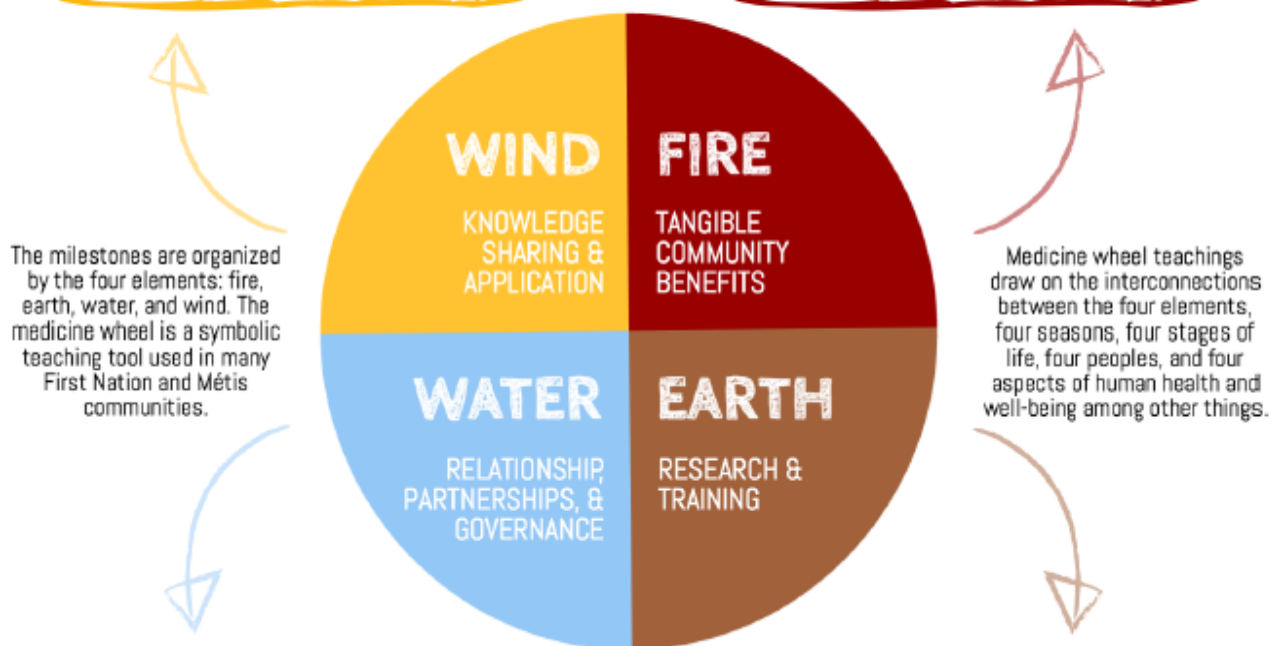 WIND
KNOWLEDGE
SHARING &
APPLICATION
FIRE
TANGIBLE
COMMUNITY
BENEFITS
The milestones are organized
by the four elements: fire,
earth, water, and wind. The
medicine wheel is a symbolic
teaching tool used in many
First Nation and Métis
communities.
Medicine wheel teachings
draw on the interconnections
between the four elements,
four seasons, four stages of
life, four peoples, and four
aspects of human health and
well-being among other things.
WATER
RELATIONSHIP,
PARTNERSHIPS, &
GOVERNANCE
EARTH
RESEARCH &
TRAINING